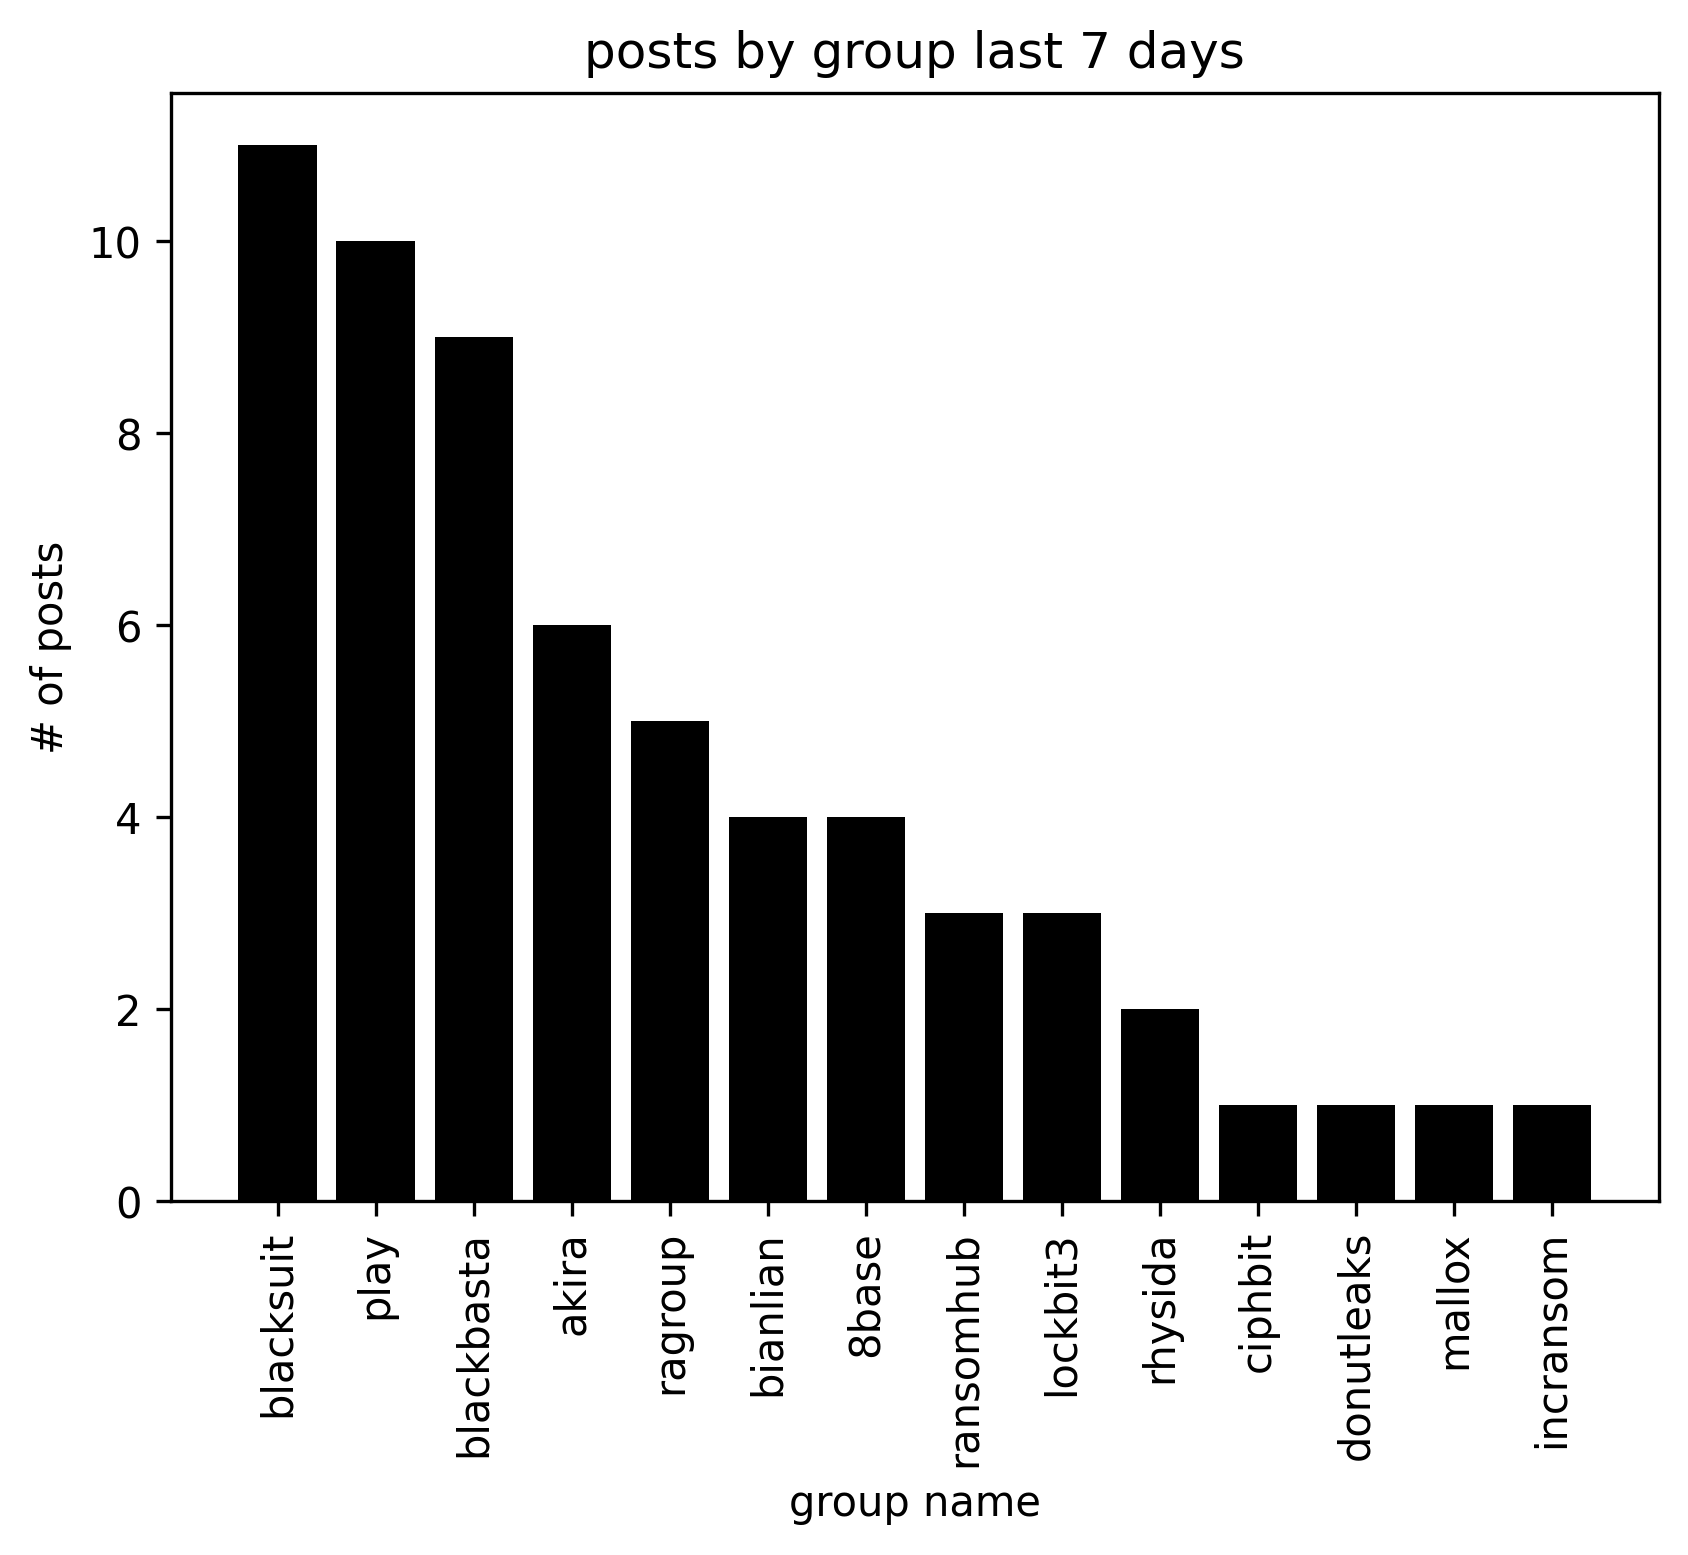 posts by group last 7 days
# of posts
10
8
6
4
2
0
blacksuit
play
blackbasta
akira
ragroup
bianlian
8base
ransomhub
lockbit3
rhysida
ciphbit
donutleaks
mallox
incransom
group name